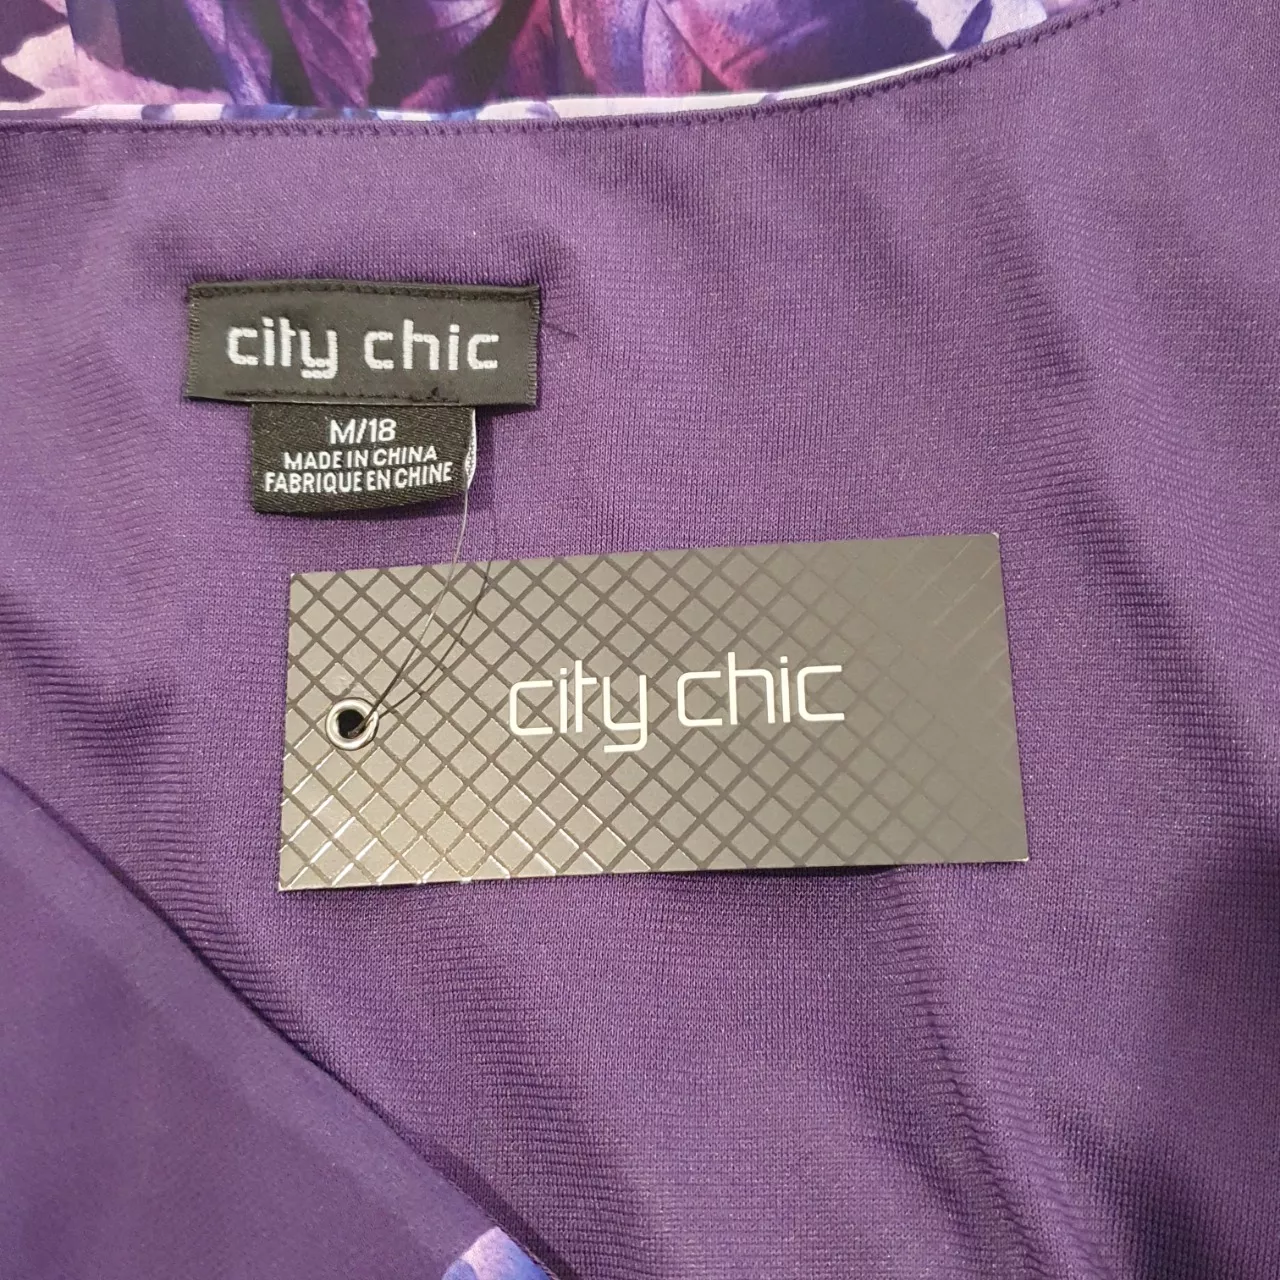 city chic
M/18
MADE IN CHINA
FABRIQUE EN CHINE
city chic